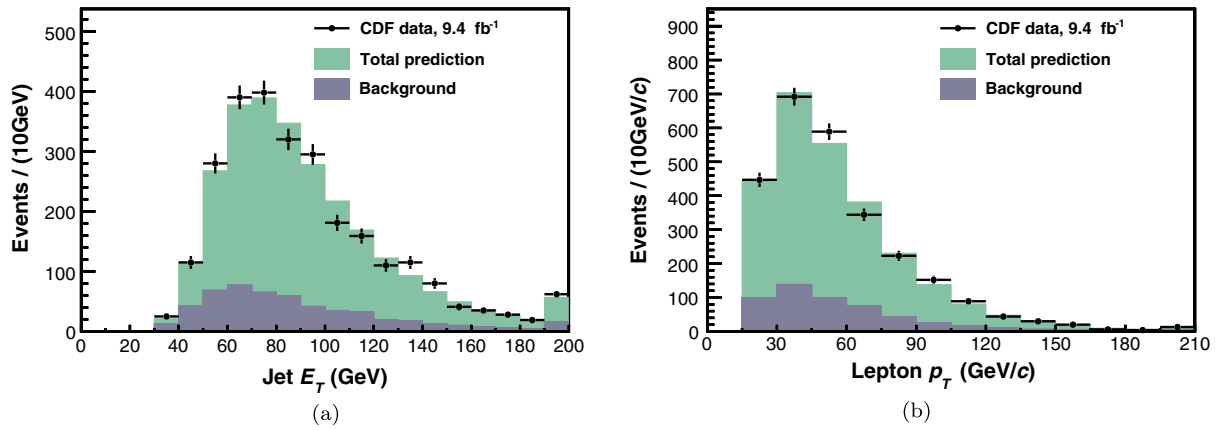 500
400
300
200
100
0
Events / (10GeV)
CDF data, 9.4 fb-1
Total prediction
Background
0 20 40 60 80 100 120 140 160 180 200
Jet E_T (GeV)
(a)
900
800
700
600
500
400
300
200
100
0
Events / (10GeV/c)
CDF data, 9.4 fb-1
Total prediction
Background
0 30 60 90 120 150 180 210
Lepton p_T (GeV/c)
(b)